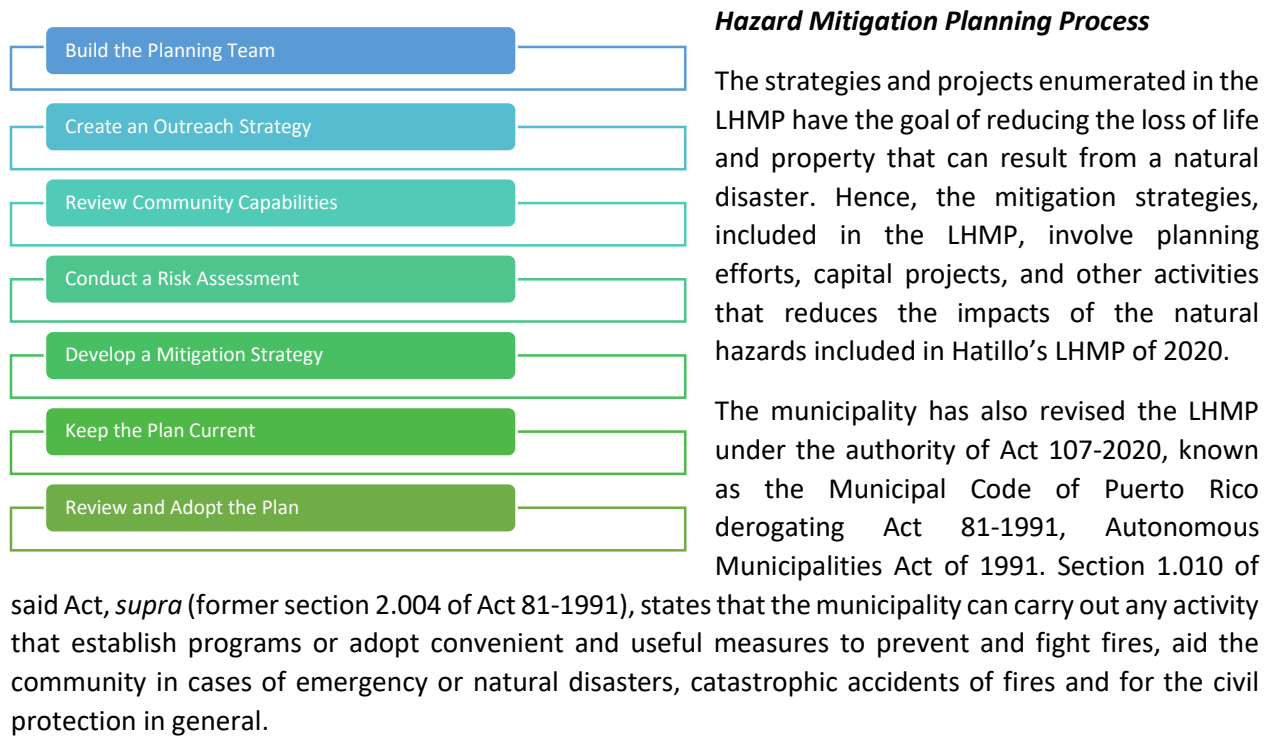 Build the Planning Team
Create an Outreach Strategy
Review Community Capabilities
Conduct a Risk Assessment
Develop a Mitigation Strategy
Keep the Plan Current
Review and Adopt the Plan
Hazard Mitigation Planning Process
The strategies and projects enumerated in the
LHMP have the goal of reducing the loss of life
and property that can result from a natural
disaster. Hence, the mitigation strategies,
included in the LHMP, involve planning
efforts, capital projects, and other activities
that reduces the impacts of the natural
hazards included in Hatillo’s LHMP of 2020.
The municipality has also revised the LHMP
under the authority of Act 107-2020, known
as the Municipal Code of Puerto Rico
derogating Act 81-1991, Autonomous
Municipalities Act of 1991. Section 1.010 of
said Act, supra (former section 2.004 of Act 81-1991), states that the municipality can carry out any activity
that establish programs or adopt convenient and useful measures to prevent and fight fires, aid the
community in cases of emergency or natural disasters, catastrophic accidents of fires and for the civil
protection in general.